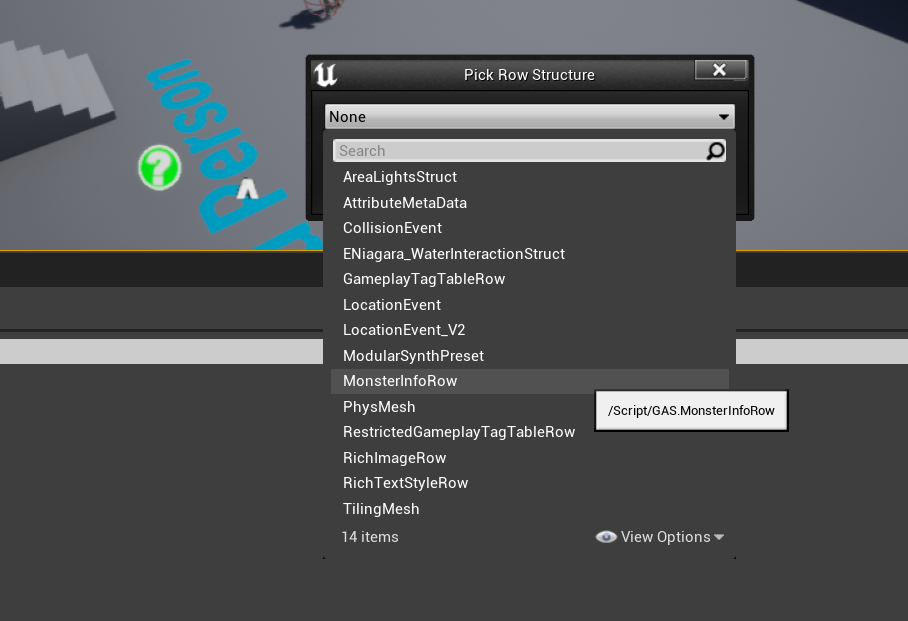 Person
Pick Row Structure
None
Search
AreaLightsStruct
AttributeMetaData
CollisionEvent
ENiagara_WaterInteractionStruct
GameplayTagTableRow
LocationEvent
LocationEvent_V2
ModularSynthPreset
MonsterInfoRow
/Script/GAS.MonsterInfoRow
PhysMesh
RestrictedGameplayTagTableRow
RichImageRow
RichTextStyleRow
TilingMesh
14 items
View Options